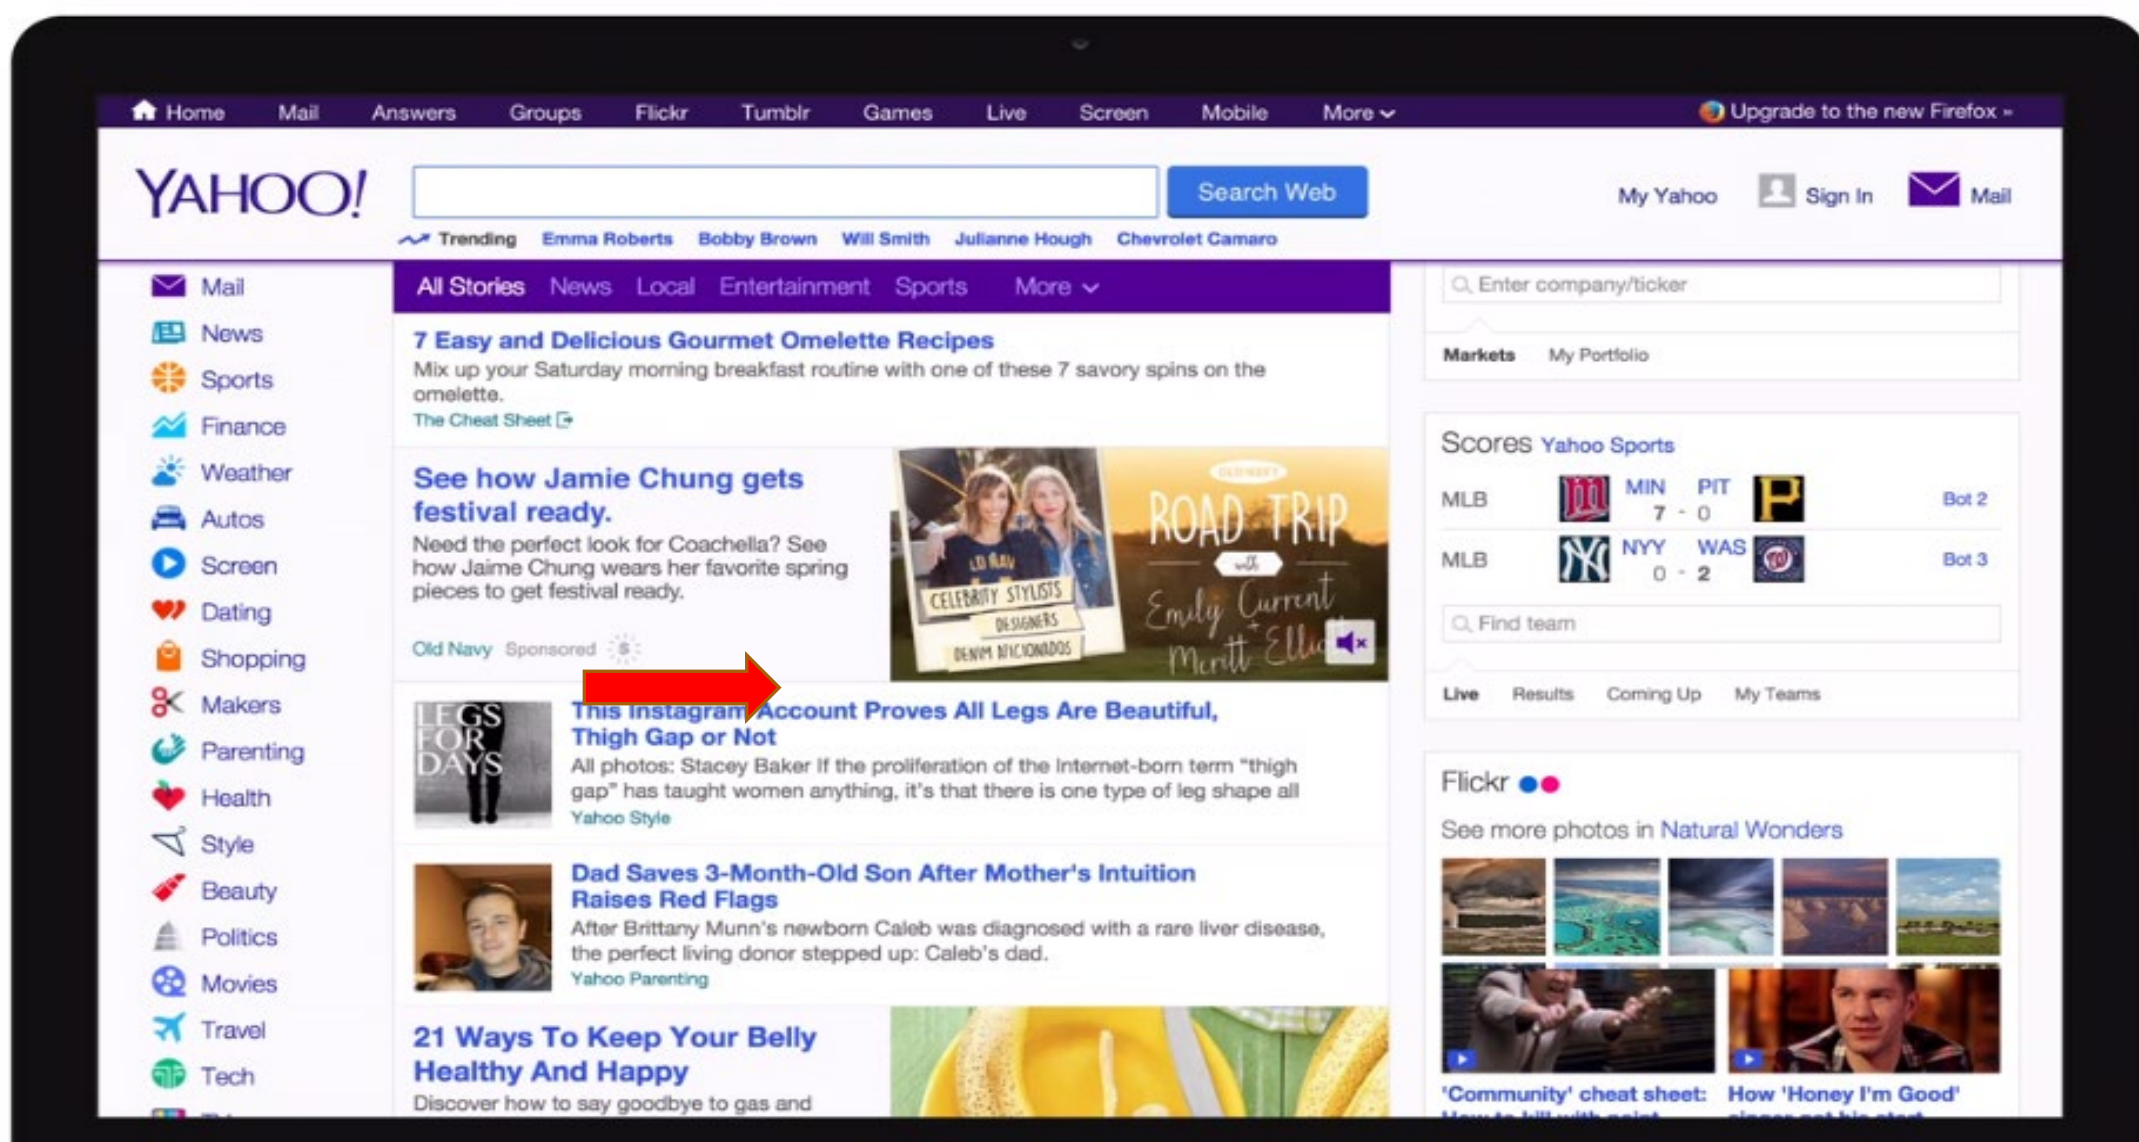 Home Mail Answers Groups Flickr Tumblr Games Live Screen Mobile More Upgrade to the new Firefox »
YAHOO!
Search Web
My Yahoo Sign In Mail
Trending Emma Roberts Bobby Brown Will Smith Julianne Hough Chevrolet Camaro
Mail
News
Sports
Finance
Weather
Autos
Screen
Dating
Shopping
Makers
Parenting
Health
Style
Beauty
Politics
Movies
Travel
Tech
All Stories News Local Entertainment Sports More
7 Easy and Delicious Gourmet Omelette Recipes
Mix up your Saturday morning breakfast routine with one of these 7 savory spins on the
omelette.
The Cheat Sheet
See how Jamie Chung gets
festival ready.
Need the perfect look for Coachella? See
how Jaime Chung wears her favorite spring
pieces to get festival ready.
Old Navy Sponsored $
OLD NAVY
ROAD TRIP
with
Emily Current
+
Meritt Ellio
CELEBRITY STYLISTS
DESIGNERS
DENIM AFICIONADOS
LEGS
FOR
DAYS
This Instagram Account Proves All Legs Are Beautiful,
Thigh Gap or Not
All photos: Stacey Baker If the proliferation of the Internet-born term "thigh
gap" has taught women anything, it's that there is one type of leg shape all
Yahoo Style
Dad Saves 3-Month-Old Son After Mother's Intuition
Raises Red Flags
After Brittany Munn's newborn Caleb was diagnosed with a rare liver disease,
the perfect living donor stepped up: Caleb's dad.
Yahoo Parenting
21 Ways To Keep Your Belly
Healthy And Happy
Discover how to say goodbye to gas and
Enter company/ticker
Markets My Portfolio
Scores Yahoo Sports
MLB MIN PIT P Bot 2
7 - 0
MLB NY NYY WAS W Bot 3
0 - 2
Find team
Live Results Coming Up My Teams
Flickr
See more photos in Natural Wonders
'Community' cheat sheet:
How 'Honey I'm Good'